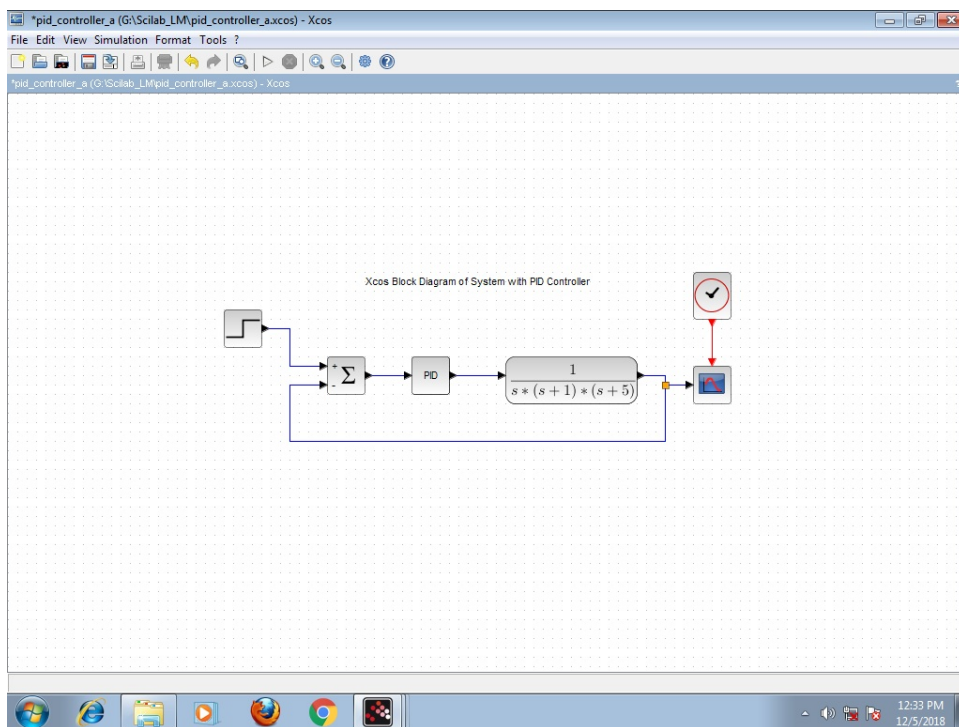 *pid_controller_a (G:\Scilab_LM\pid_controller_a.xcos) - Xcos
File Edit View Simulation Format Tools ?
*pid_controller_a (G:\Scilab_LM\pid_controller_a.xcos) - Xcos
Xcos Block Diagram of System with PID Controller
+
-
Σ
PID
1
s * (s + 1) * (s + 5)
12:33 PM
12/5/2018